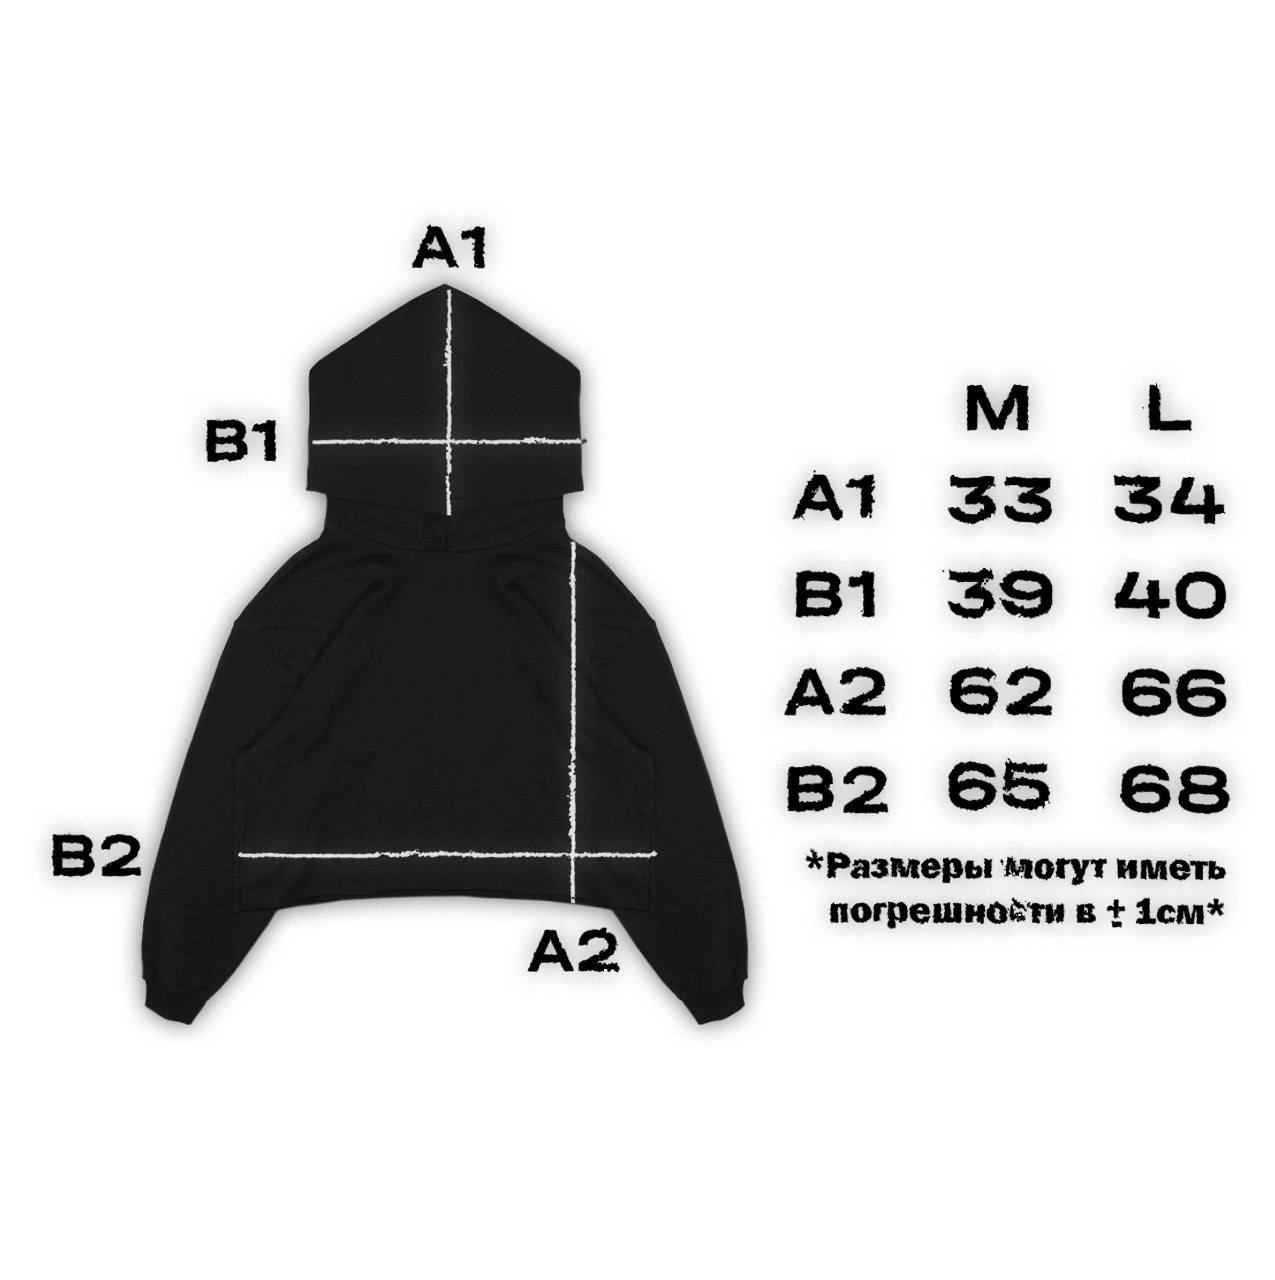 A1
B1
B2
A2
M L
A1 33 34
B1 39 40
A2 62 66
B2 65 68
*Размеры могут иметь
погрешности в ± 1см*